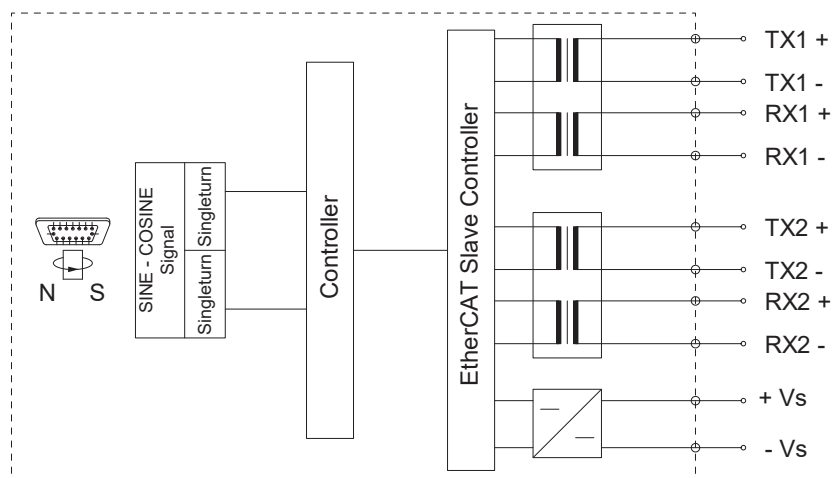 N S
SINE - COSINE
Signal
Singleturn
Singleturn
Controller
EtherCAT Slave Controller
TX1 +
TX1 -
RX1 +
RX1 -
TX2 +
TX2 -
RX2 +
RX2 -
+ Vs
- Vs